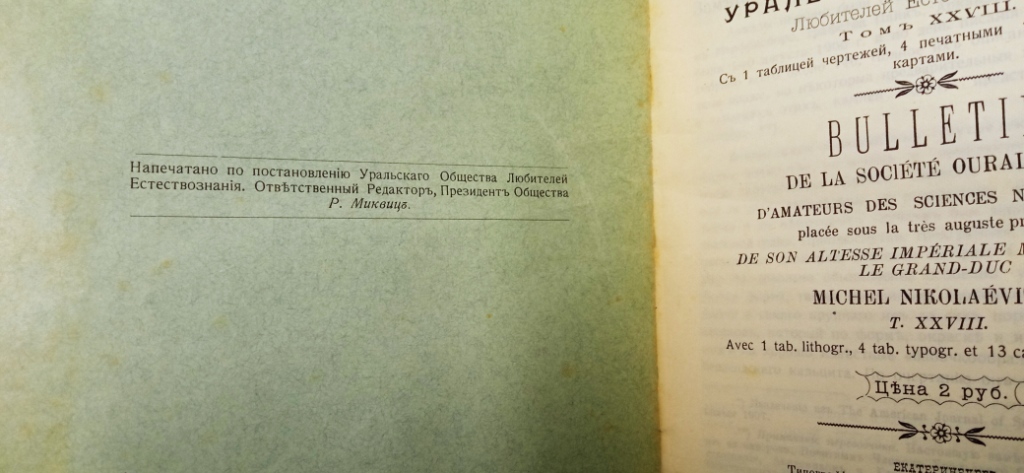 Напечатано по постановленію Уральскаго Общества Любителей
Естествознанія. Отвѣтственный Редакторъ, Президентъ Общества
Р. Миквицъ.
Любителей
Томъ XXVIII.
Съ 1 таблицей чертежей, 4 печатными
картами.
DE LA SOCIÉTÉ
D'AMATEURS DES SCIENCES
placée sous la très auguste
DE SON ALTESSE IMPÉRIALE
LE GRAND-DUC
MICHEL
T. XXVIII.
Avec 1 tab. lithogr., 4 tab. typogr. et 13
Цѣна 2 руб.